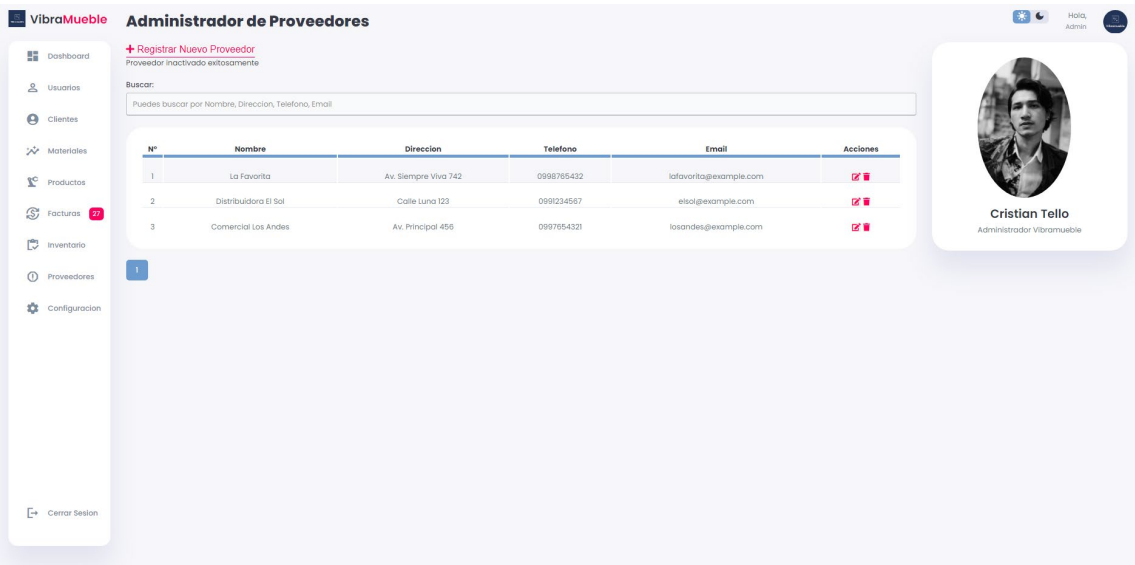 VibraMueble
Administrador de Proveedores
Hola,
Admin
Dashboard
Usuarios
Clientes
Materiales
Productos
Facturas 27
Inventario
Proveedores
Configuracion
Cerrar Sesion
+ Registrar Nuevo Proveedor
Proveedor inactivado exitosamente
Buscar:
Puedes buscar por Nombre, Direccion, Telefono, Email
N° Nombre Direccion Telefono Email Acciones
1 La Favorita Av. Siempre Viva 742 0998765432 lafavorita@example.com
2 Distribuidora El Sol Calle Luna 123 0991234567 elsol@example.com
3 Comercial Los Andes Av. Principal 456 0997654321 losandes@example.com
1
Cristian Tello
Administrador Vibramueble